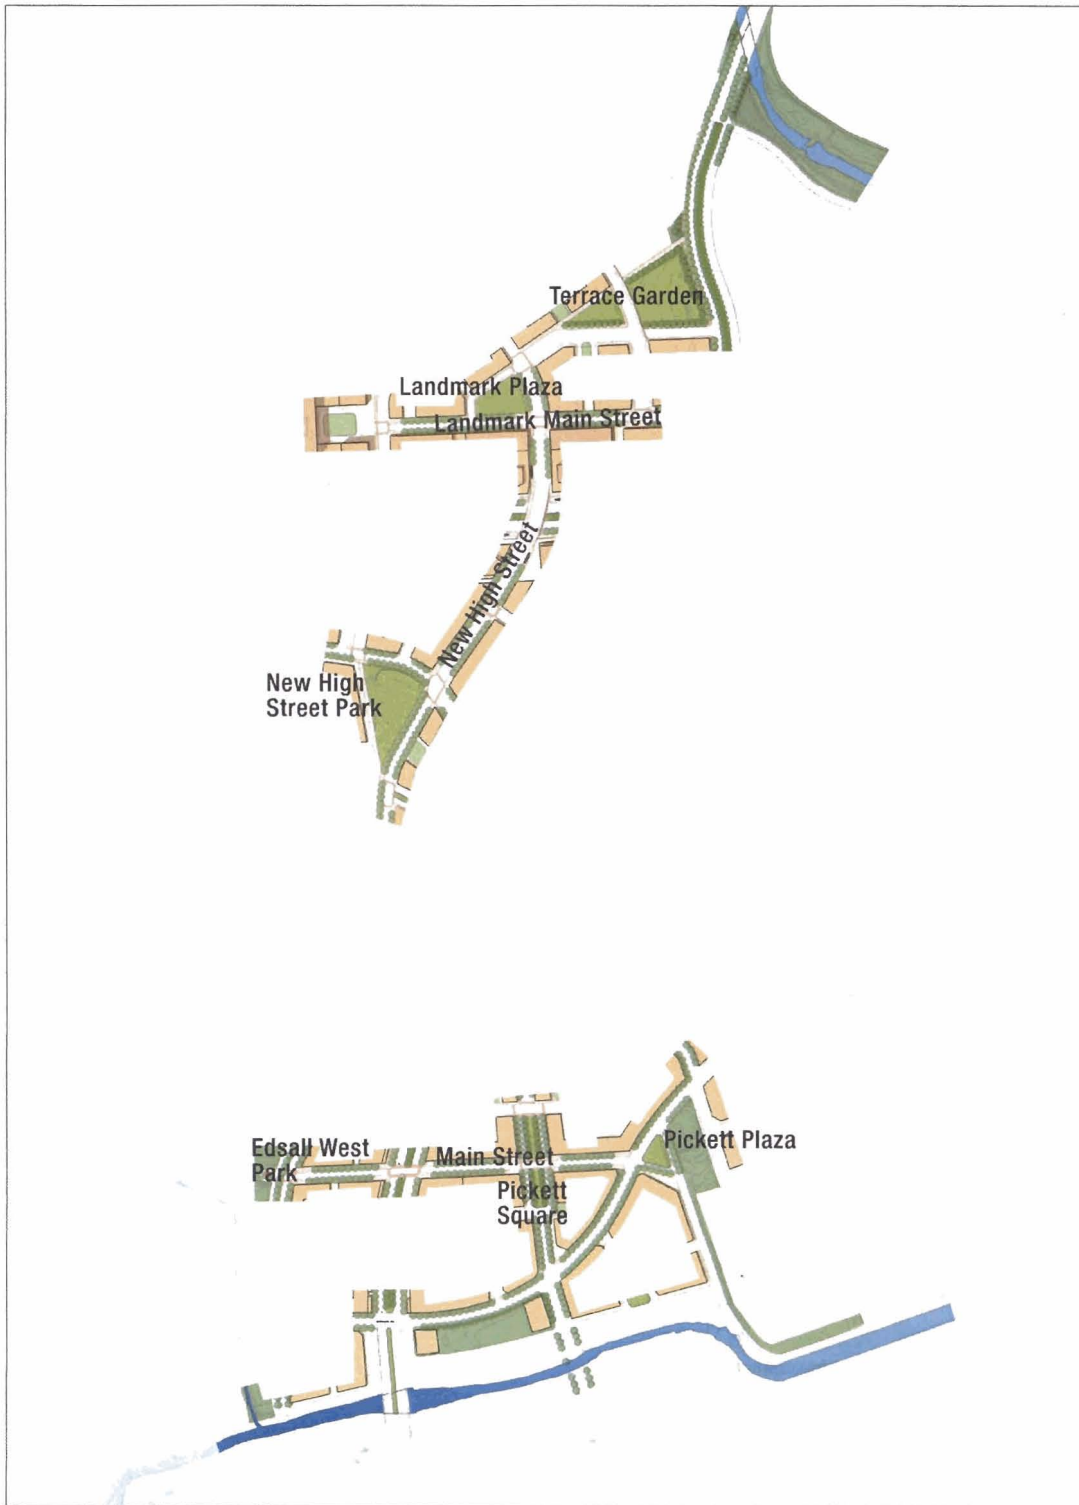 Terrace Garden
Landmark Plaza
Landmark Main Street
New High Street
New High
Street Park
Edsall West
Park
Main Street
Pickett Plaza
Pickett
Square